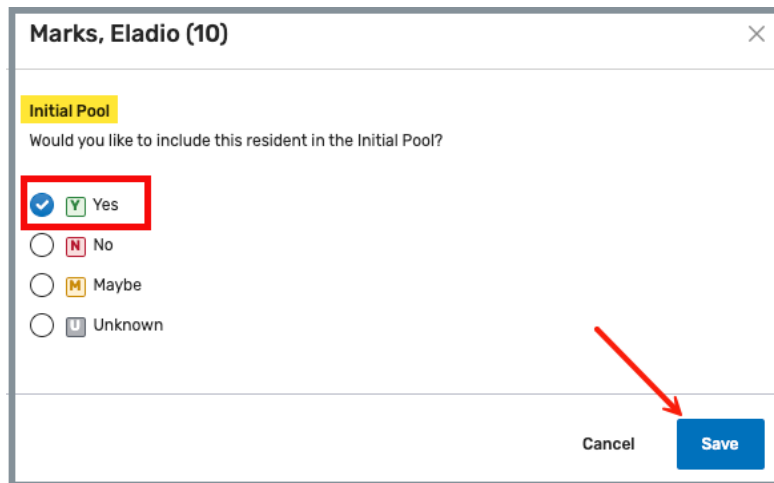 Marks, Eladio (10)
Initial Pool
Would you like to include this resident in the Initial Pool?
Y Yes
N No
M Maybe
U Unknown
Cancel Save